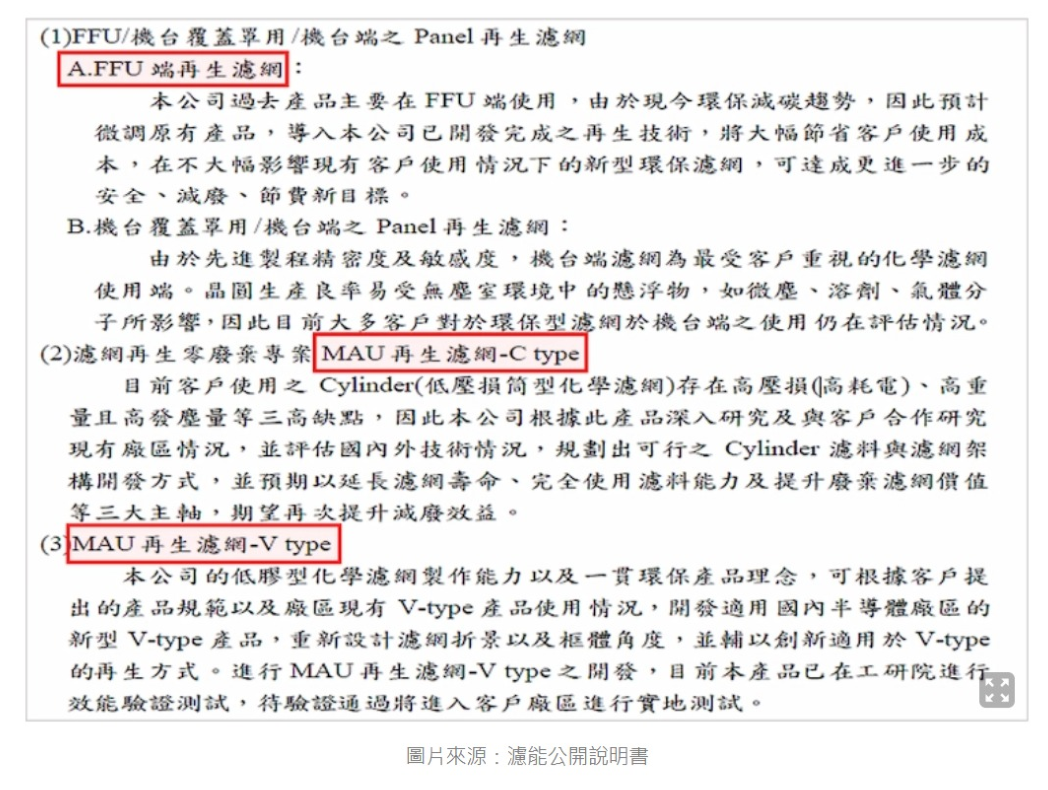 (1)FFU/機台覆蓋罩用/機台端之 Panel 再生濾網
A.FFU 端再生濾網：
本公司過去產品主要在 FFU 端使用，由於現今環保減碳趨勢，因此預計
微調原有產品，導入本公司已開發完成之再生技術，將大幅節省客戶使用成
本，在不大幅影響現有客戶使用情況下的新型環保濾網，可達成更進一步的
安全、減廢、節費新目標。
B.機台覆蓋罩用/機台端之 Panel 再生濾網：
由於先進製程精密度及敏感度，機台端濾網為最受客戶重視的化學濾網
使用端。晶圓生產良率易受無塵室環境中的懸浮物，如微塵、溶劑、氣體分
子所影響，因此目前大多客戶對於環保型濾網於機台端之使用仍在評估情況。
(2)濾網再生零廢棄專案 MAU 再生濾網-C type
目前客戶使用之 Cylinder(低壓損筒型化學濾網)存在高壓損(高耗電)、高重
量且高發塵量等三高缺點，因此本公司根據此產品深入研究及與客戶合作研究
現有廠區情況，並評估國內外技術情況，規劃出可行之 Cylinder 濾料與濾網架
構開發方式，並預期以延長濾網壽命、完全使用濾料能力及提升廢棄濾網價值
等三大主軸，期望再次提升減廢效益。
(3)MAU 再生濾網-V type
本公司的低膠型化學濾網製作能力以及一貫環保產品理念，可根據客戶提
出的產品規範以及廠區現有 V-type 產品使用情況，開發適用國內半導體廠區的
新型 V-type 產品，重新設計濾網折景以及框體角度，並輔以創新適用於 V-type
的再生方式。進行 MAU 再生濾網-V type 之開發，目前本產品已在工研院進行
效能驗證測試，待驗證通過將進入客戶廠區進行實地測試。
圖片來源：濾能公開說明書